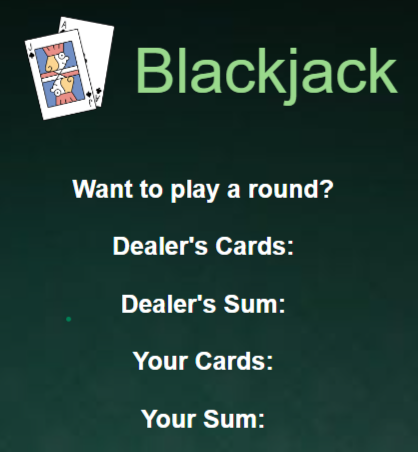 Blackjack
Want to play a round?
Dealer's Cards:
Dealer's Sum:
Your Cards:
Your Sum: